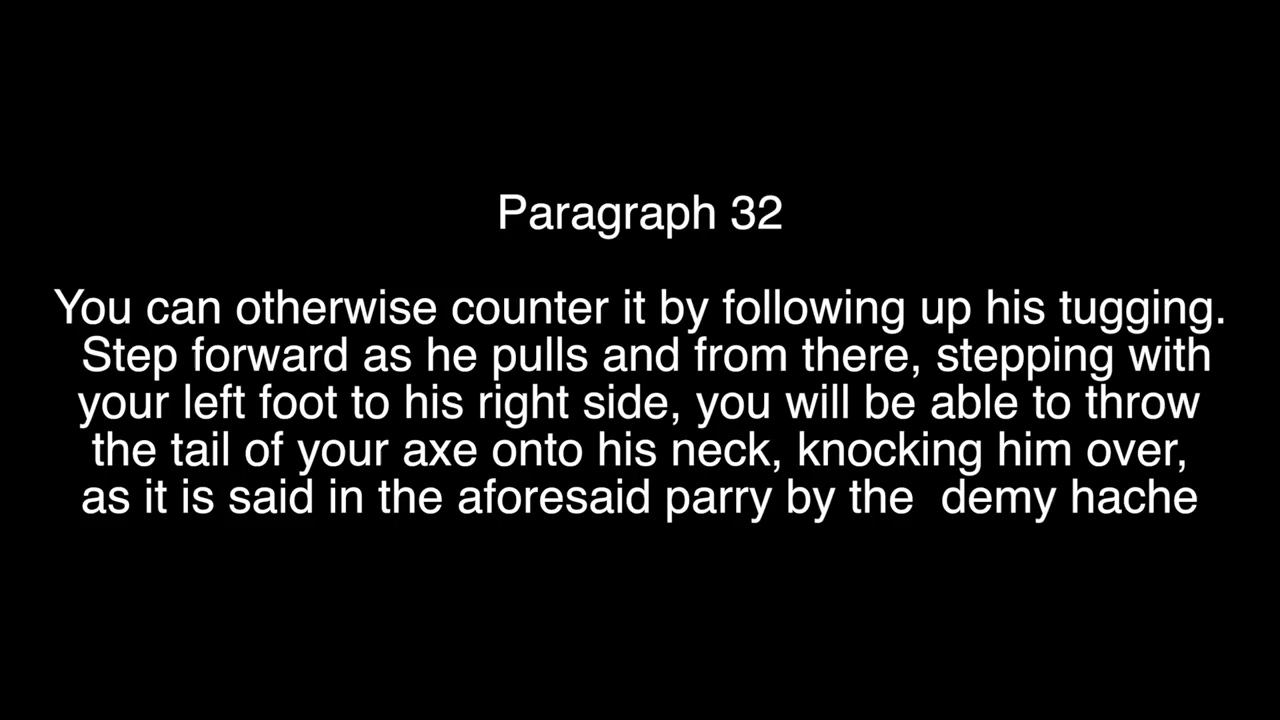 Paragraph 32
You can otherwise counter it by following up his tugging.
Step forward as he pulls and from there, stepping with
your left foot to his right side, you will be able to throw
the tail of your axe onto his neck, knocking him over,
as it is said in the aforesaid parry by the  demy hache